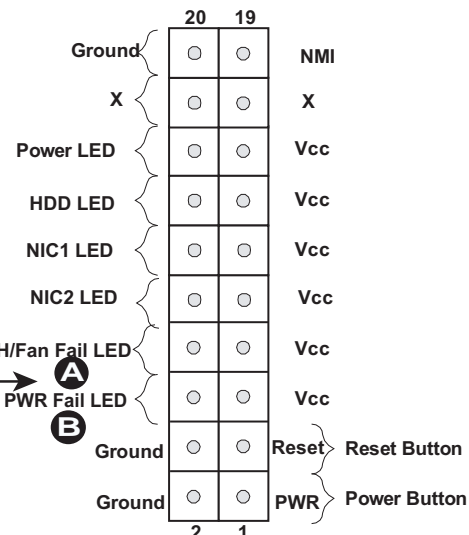 20 19
Ground NMI
X X
Power LED Vcc
HDD LED Vcc
NIC1 LED Vcc
NIC2 LED Vcc
H/Fan Fail LED Vcc
A
PWR Fail LED Vcc
B
Ground Reset Reset Button
Ground PWR Power Button
2 1